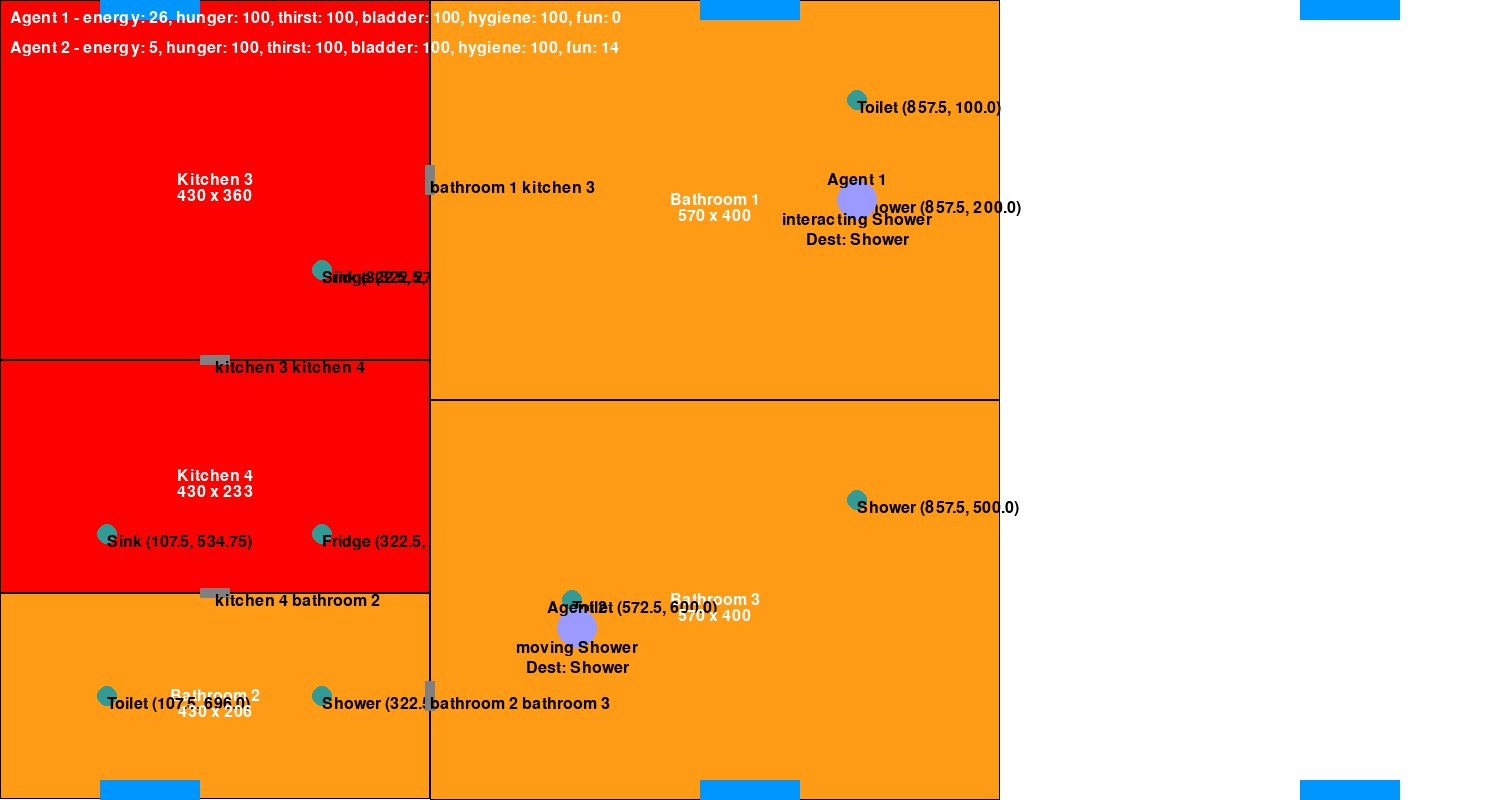 Agent 1 - energy: 26, hunger: 100, thirst: 100, bladder: 100, hygiene: 100, fun: 0
Agent 2 - energy: 5, hunger: 100, thirst: 100, bladder: 100, hygiene: 100, fun: 14
Toilet (857.5, 100.0)
Kitchen 3
430 x 360
bathroom 1 kitchen 3
Agent 1
Bathroom 1
570 x 400
(857.5, 200.0)
interacting Shower
Dest: Shower
kitchen 3 kitchen 4
Kitchen 4
430 x 233
Shower (857.5, 500.0)
Sink (107.5, 534.75)
Fridge (322.5,
kitchen 4 bathroom 2
Bathroom 3
570 x 400
Agent 2
Toilet (572.5, 600.0)
moving Shower
Dest: Shower
Bathroom 2
430 x 206
Toilet (107.5, 696.0)
Shower (322.5
bathroom 2 bathroom 3